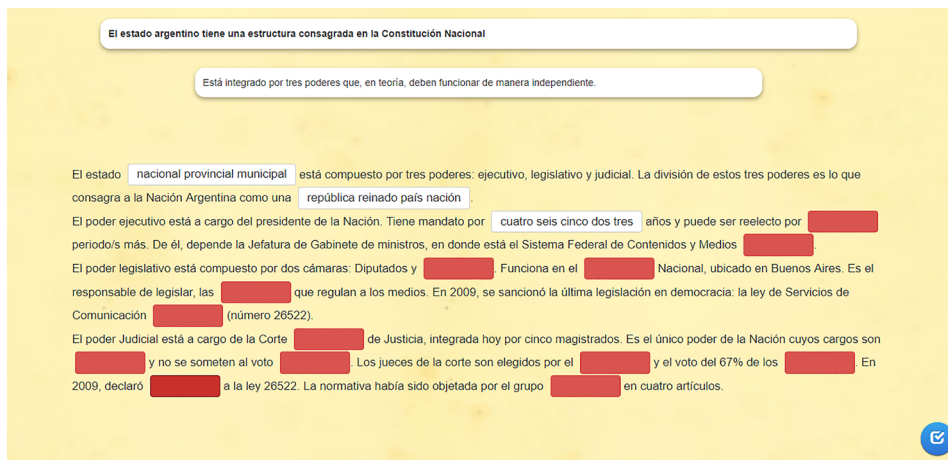 El estado argentino tiene una estructura consagrada en la Constitución Nacional
Está integrado por tres poderes que, en teoría, deben funcionar de manera independiente.
El estado nacional provincial municipal está compuesto por tres poderes: ejecutivo, legislativo y judicial. La división de estos tres poderes es lo que
consagra a la Nación Argentina como una república reinado país nación .
El poder ejecutivo está a cargo del presidente de la Nación. Tiene mandato por cuatro seis cinco dos tres años y puede ser reelecto por
periodo/s más. De él, depende la Jefatura de Gabinete de ministros, en donde está el Sistema Federal de Contenidos y Medios .
El poder legislativo está compuesto por dos cámaras: Diputados y . Funciona en el Nacional, ubicado en Buenos Aires. Es el
responsable de legislar, las que regulan a los medios. En 2009, se sancionó la última legislación en democracia: la ley de Servicios de
Comunicación (número 26522).
El poder Judicial está a cargo de la Corte de Justicia, integrada hoy por cinco magistrados. Es el único poder de la Nación cuyos cargos son
y no se someten al voto . Los jueces de la corte son elegidos por el y el voto del 67% de los . En
2009, declaró a la ley 26522. La normativa había sido objetada por el grupo en cuatro artículos.